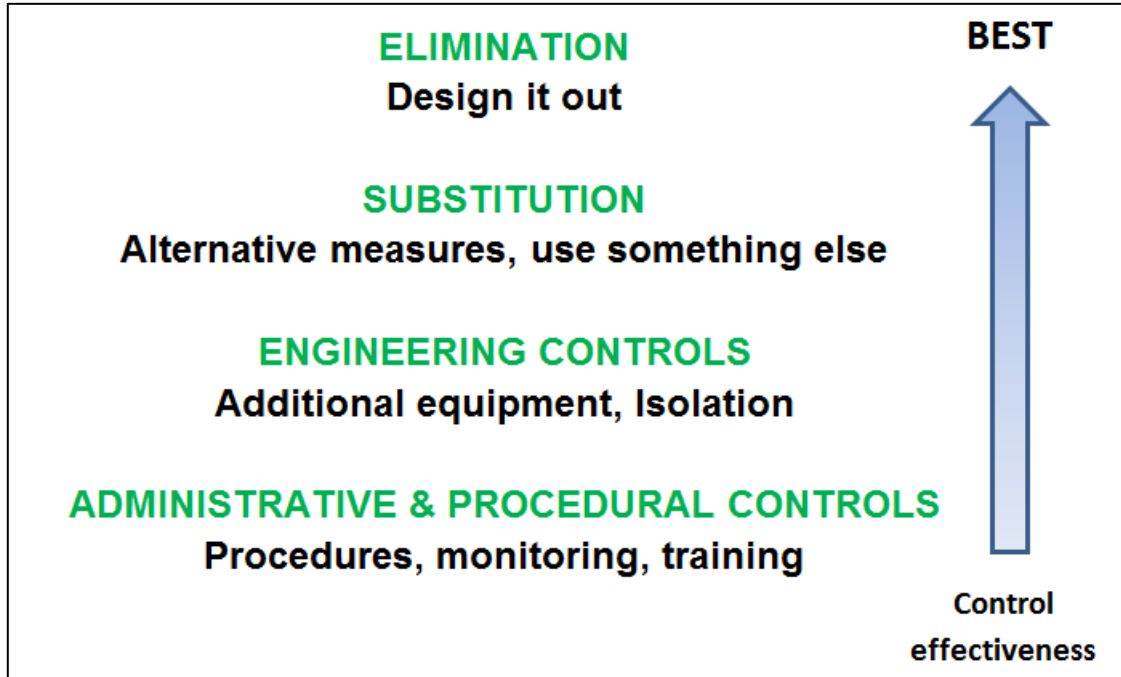 ELIMINATION
Design it out
SUBSTITUTION
Alternative measures, use something else
ENGINEERING CONTROLS
Additional equipment, Isolation
ADMINISTRATIVE & PROCEDURAL CONTROLS
Procedures, monitoring, training
BEST
Control
effectiveness